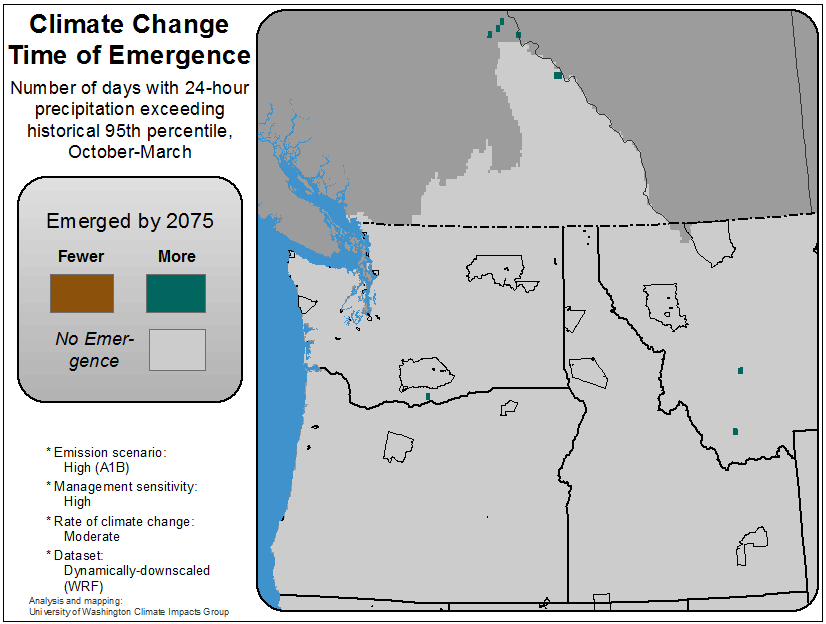 Climate Change
Time of Emergence
Number of days with 24-hour
precipitation exceeding
historical 95th percentile,
October-March
Emerged by 2075
Fewer
More
No Emer-
gence
* Emission scenario:
High (A1B)
* Management sensitivity:
High
* Rate of climate change:
Moderate
* Dataset:
Dynamically-downscaled
(WRF)
Analysis and mapping:
University of Washington Climate Impacts Group